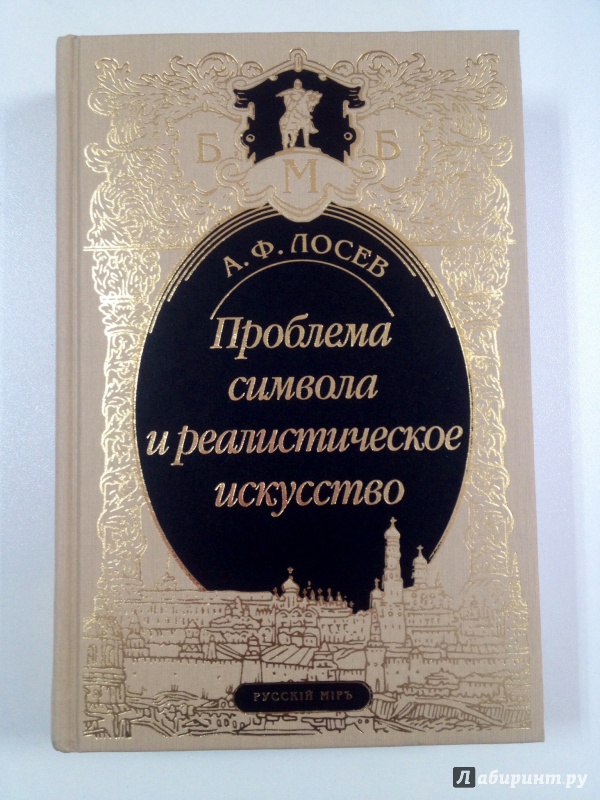 Б М Б
А. Ф. ЛОСЕВ
Проблема
символа
и реалистическое
искусство
РУССКIЙ МIРЪ
Лабиринт.ру